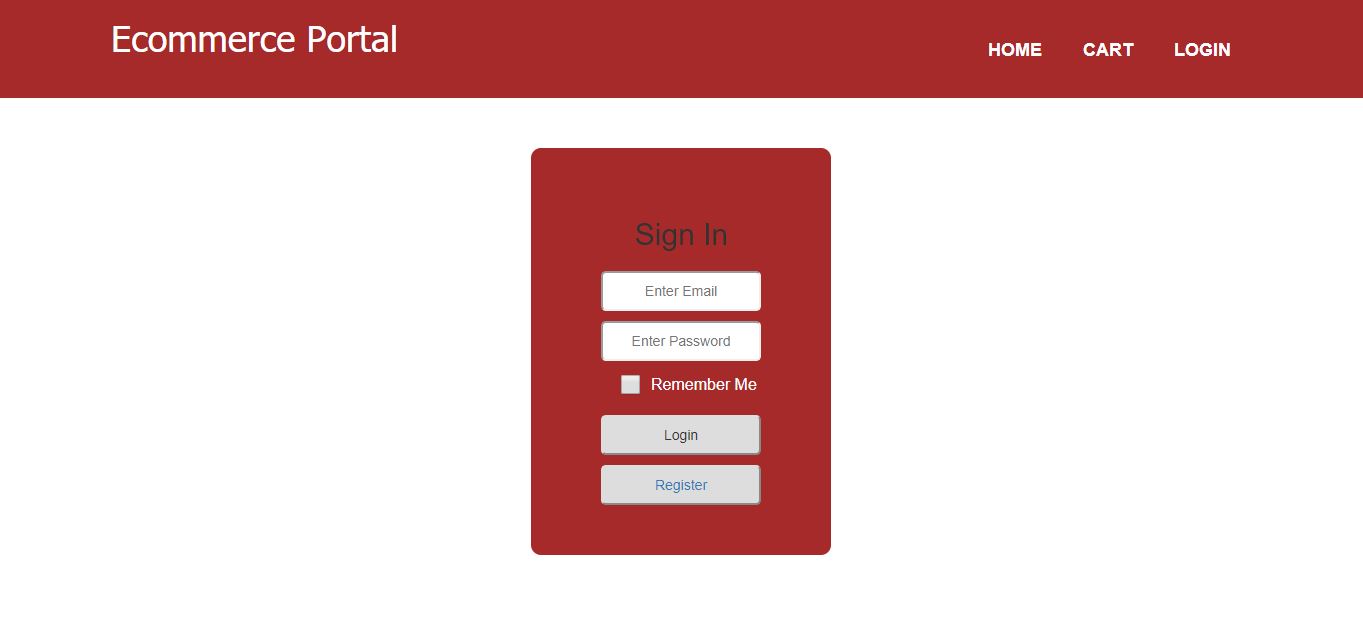 Ecommerce Portal
HOME CART LOGIN
Sign In
Enter Email
Enter Password
Remember Me
Login
Register